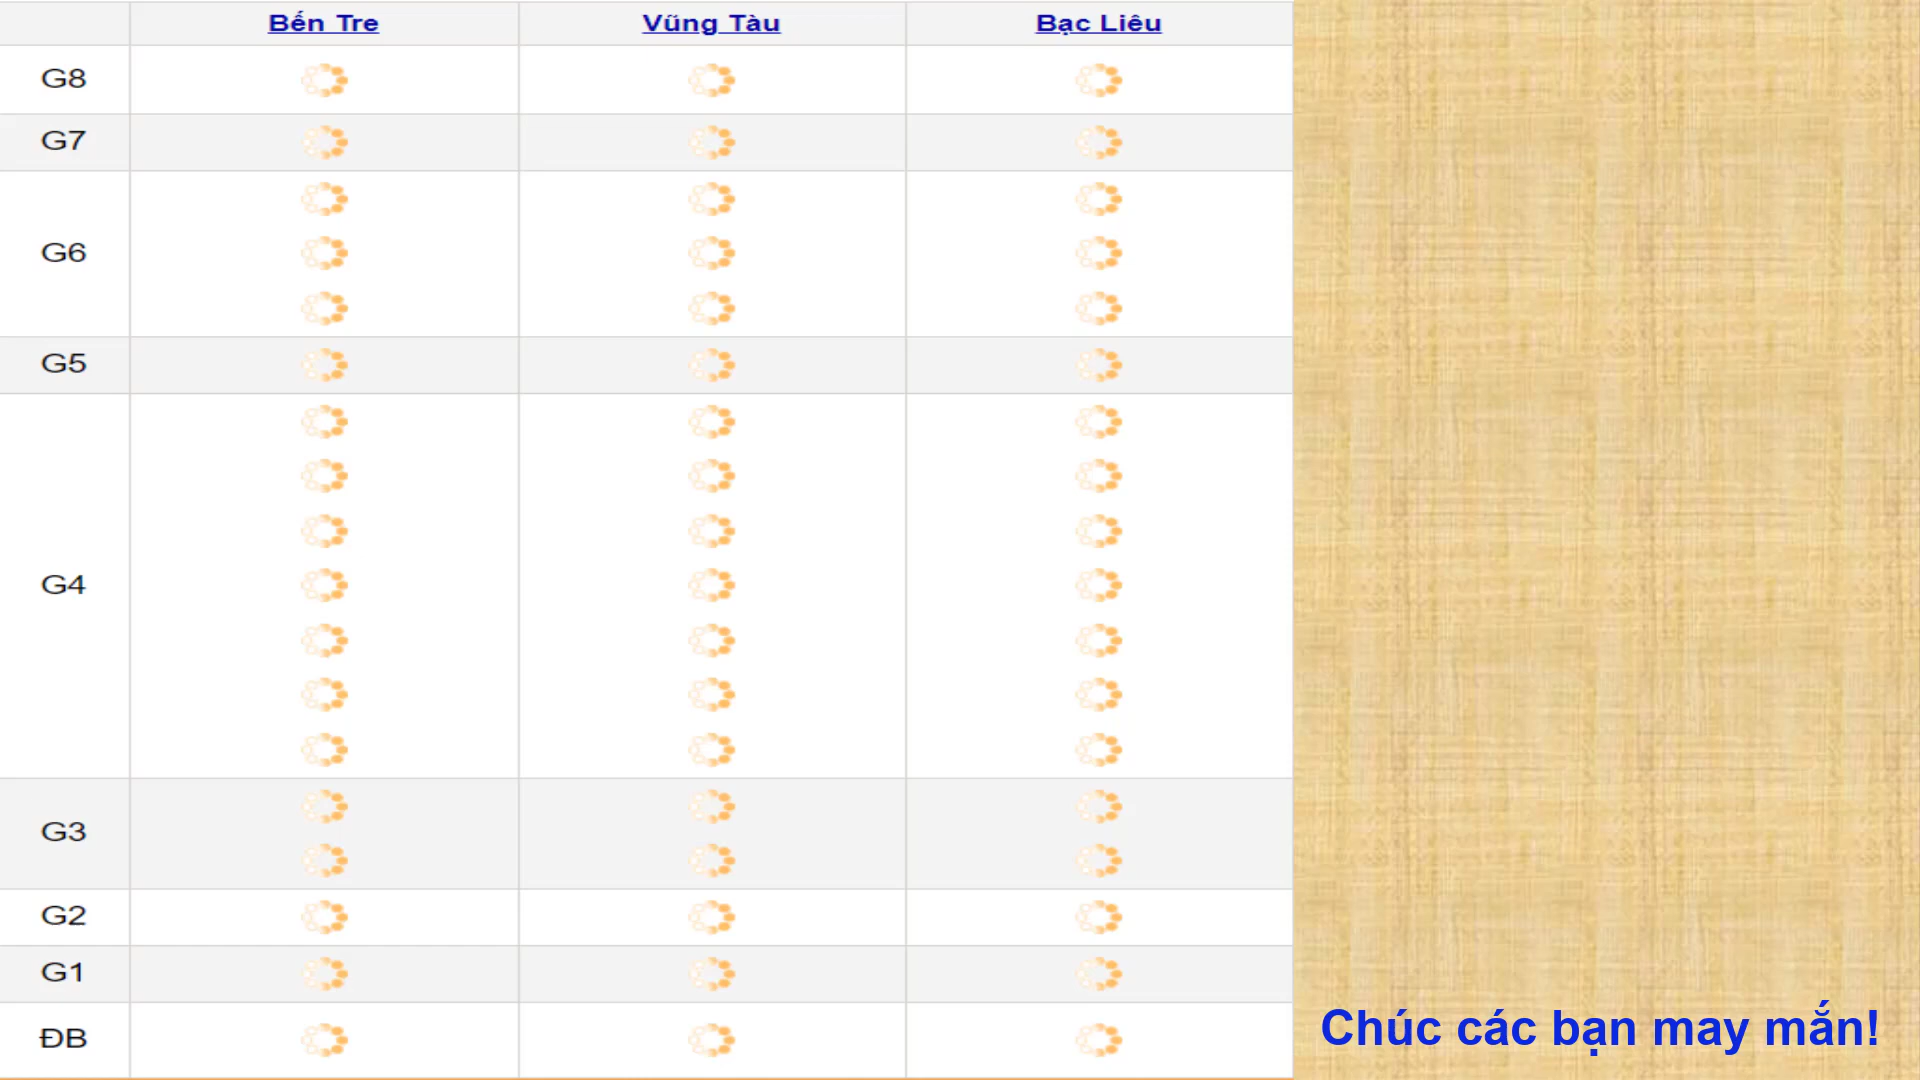 Bến Tre Vũng Tàu Bạc Liêu
G8
G7
G6
G5
G4
G3
G2
G1
ĐB
Chúc các bạn may mắn!